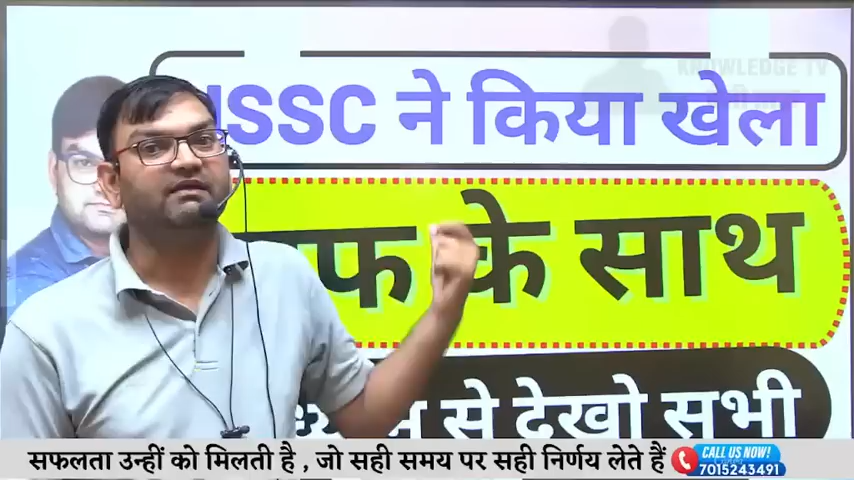 KNOWLEDGE TV
SSC ने किया खेला
के साथ
से देखो सभी
सफलता उन्हीं को मिलती है , जो सही समय पर सही निर्णय लेते हैं
CALL US NOW!
7015243491